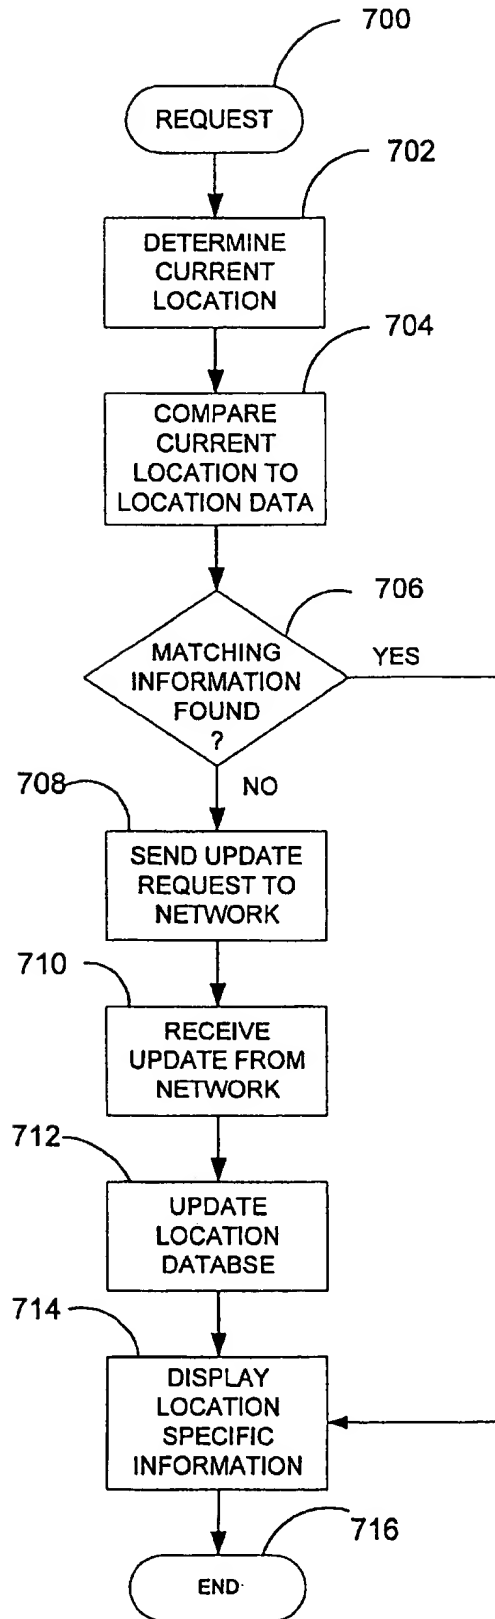 700
REQUEST
702
DETERMINE
CURRENT
LOCATION
704
COMPARE
CURRENT
LOCATION TO
LOCATION DATA
706
MATCHING
INFORMATION
FOUND
?
YES
NO
708
SEND UPDATE
REQUEST TO
NETWORK
710
RECEIVE
UPDATE FROM
NETWORK
712
UPDATE
LOCATION
DATABSE
714
DISPLAY
LOCATION
SPECIFIC
INFORMATION
716
END